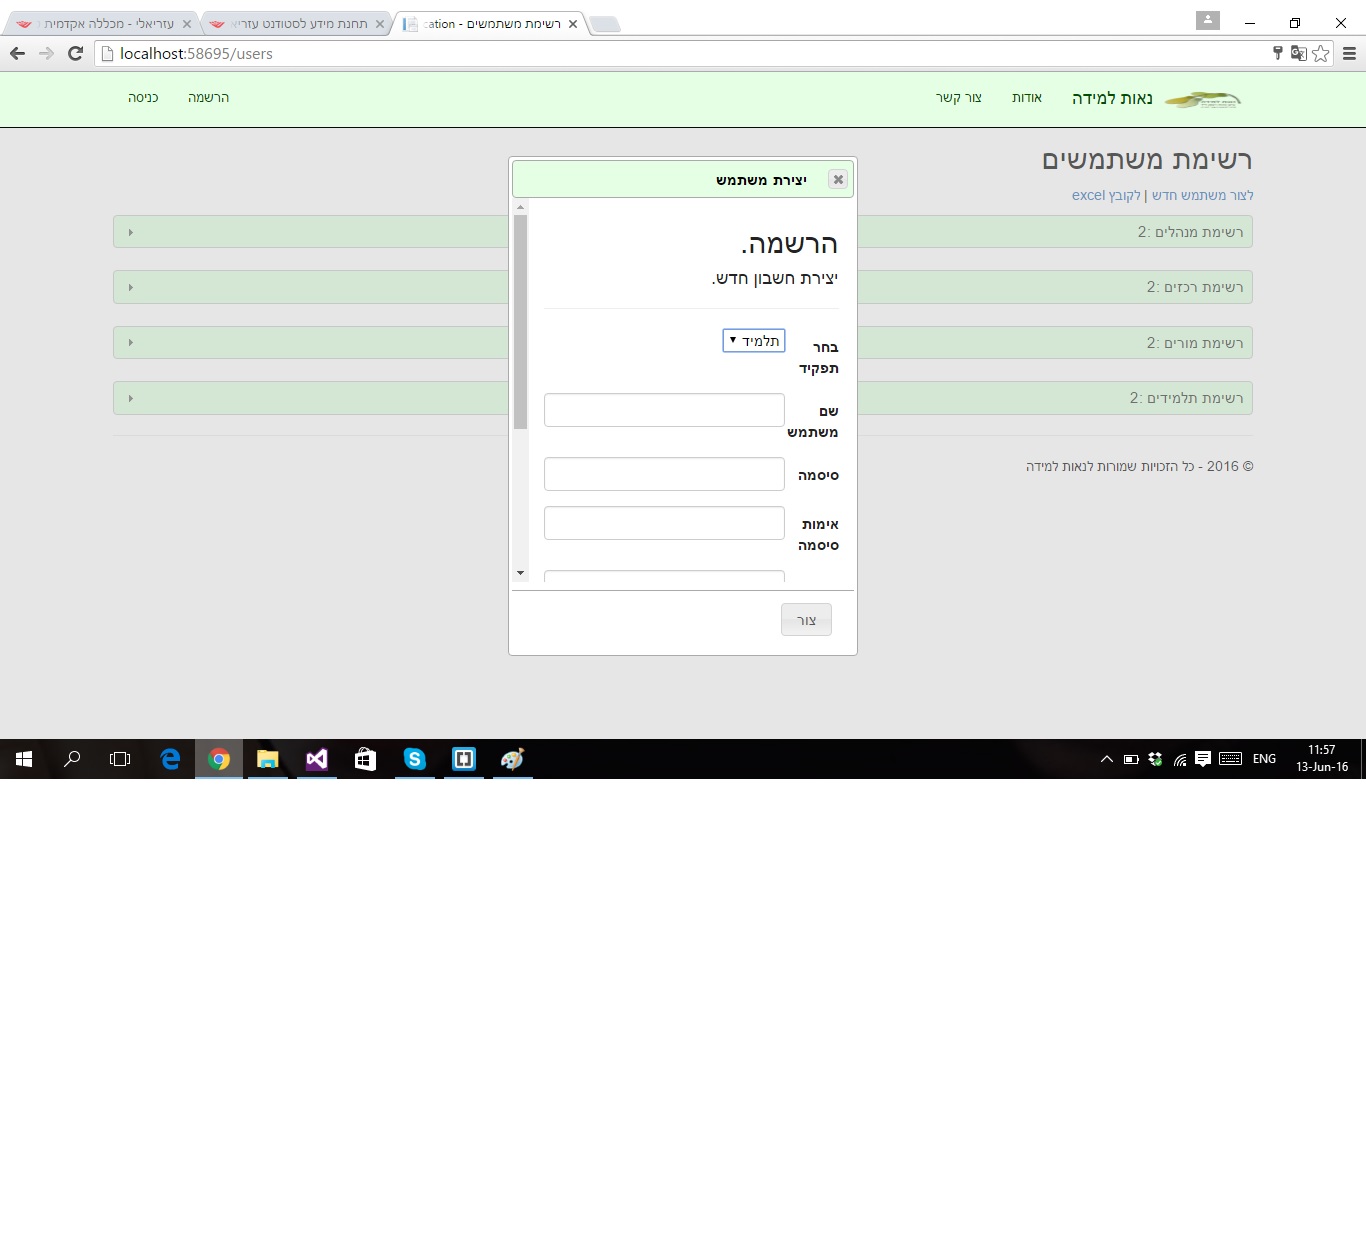 עזריאלי - מכללה אקדמית
תחנת מידע לסטודנט עזריא
רשימת משתמשים - cation
localhost:58695/users
נאות למידה
אודות
צור קשר
הרשמה
כניסה
רשימת משתמשים
לצור משתמש חדש | לקובץ excel
רשימת מנהלים :2
רשימת רכזים :2
רשימת מורים :2
רשימת תלמידים :2
© 2016 - כל הזכויות שמורות לנאות למידה
יצירת משתמש
הרשמה.
יצירת חשבון חדש.
בחר
תפקיד
תלמיד
שם
משתמש
סיסמה
אימות
סיסמה
צור
ENG
11:57
13-Jun-16